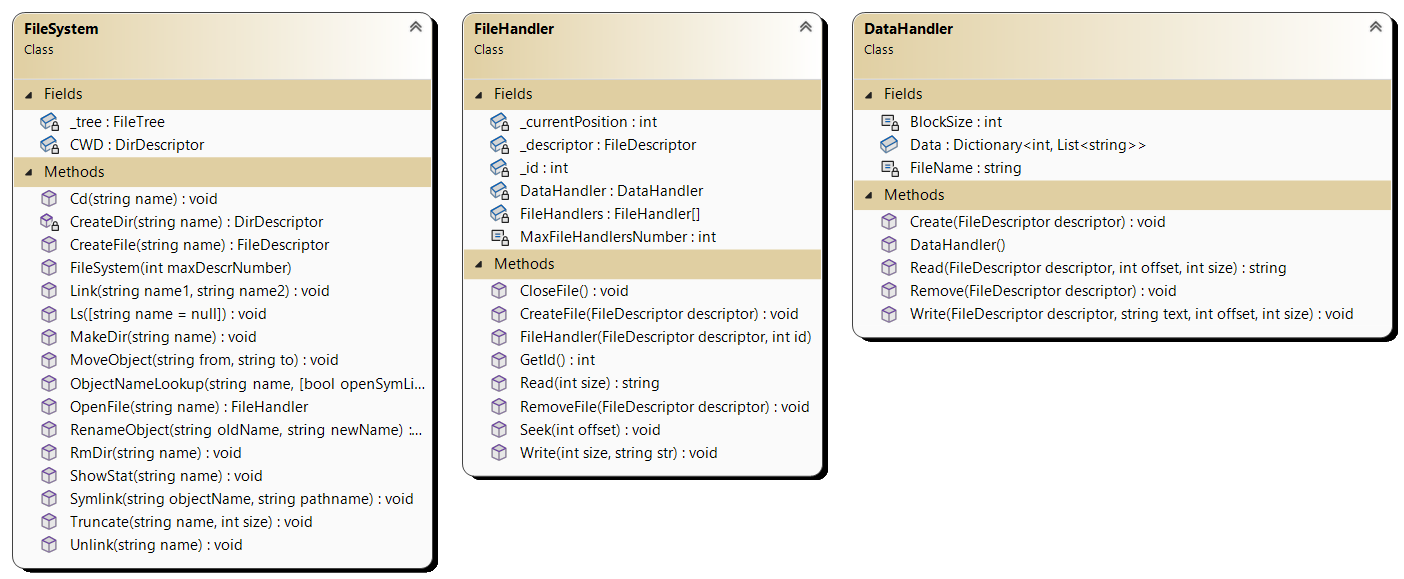 FileSystem
Class
Fields
_tree : FileTree
CWD : DirDescriptor
Methods
Cd(string name) : void
CreateDir(string name) : DirDescriptor
CreateFile(string name) : FileDescriptor
FileSystem(int maxDescrNumber)
Link(string name1, string name2) : void
Ls([string name = null]) : void
MakeDir(string name) : void
MoveObject(string from, string to) : void
ObjectNameLookup(string name, [bool openSymLi...
OpenFile(string name) : FileHandler
RenameObject(string oldName, string newName) :...
RmDir(string name) : void
ShowStat(string name) : void
Symlink(string objectName, string pathname) : void
Truncate(string name, int size) : void
Unlink(string name) : void
FileHandler
Class
Fields
_currentPosition : int
_descriptor : FileDescriptor
_id : int
DataHandler : DataHandler
FileHandlers : FileHandler[]
MaxFileHandlersNumber : int
Methods
CloseFile() : void
CreateFile(FileDescriptor descriptor) : void
FileHandler(FileDescriptor descriptor, int id)
GetId() : int
Read(int size) : string
RemoveFile(FileDescriptor descriptor) : void
Seek(int offset) : void
Write(int size, string str) : void
DataHandler
Class
Fields
BlockSize : int
Data : Dictionary<int, List<string>>
FileName : string
Methods
Create(FileDescriptor descriptor) : void
DataHandler()
Read(FileDescriptor descriptor, int offset, int size) : string
Remove(FileDescriptor descriptor) : void
Write(FileDescriptor descriptor, string text, int offset, int size) : void